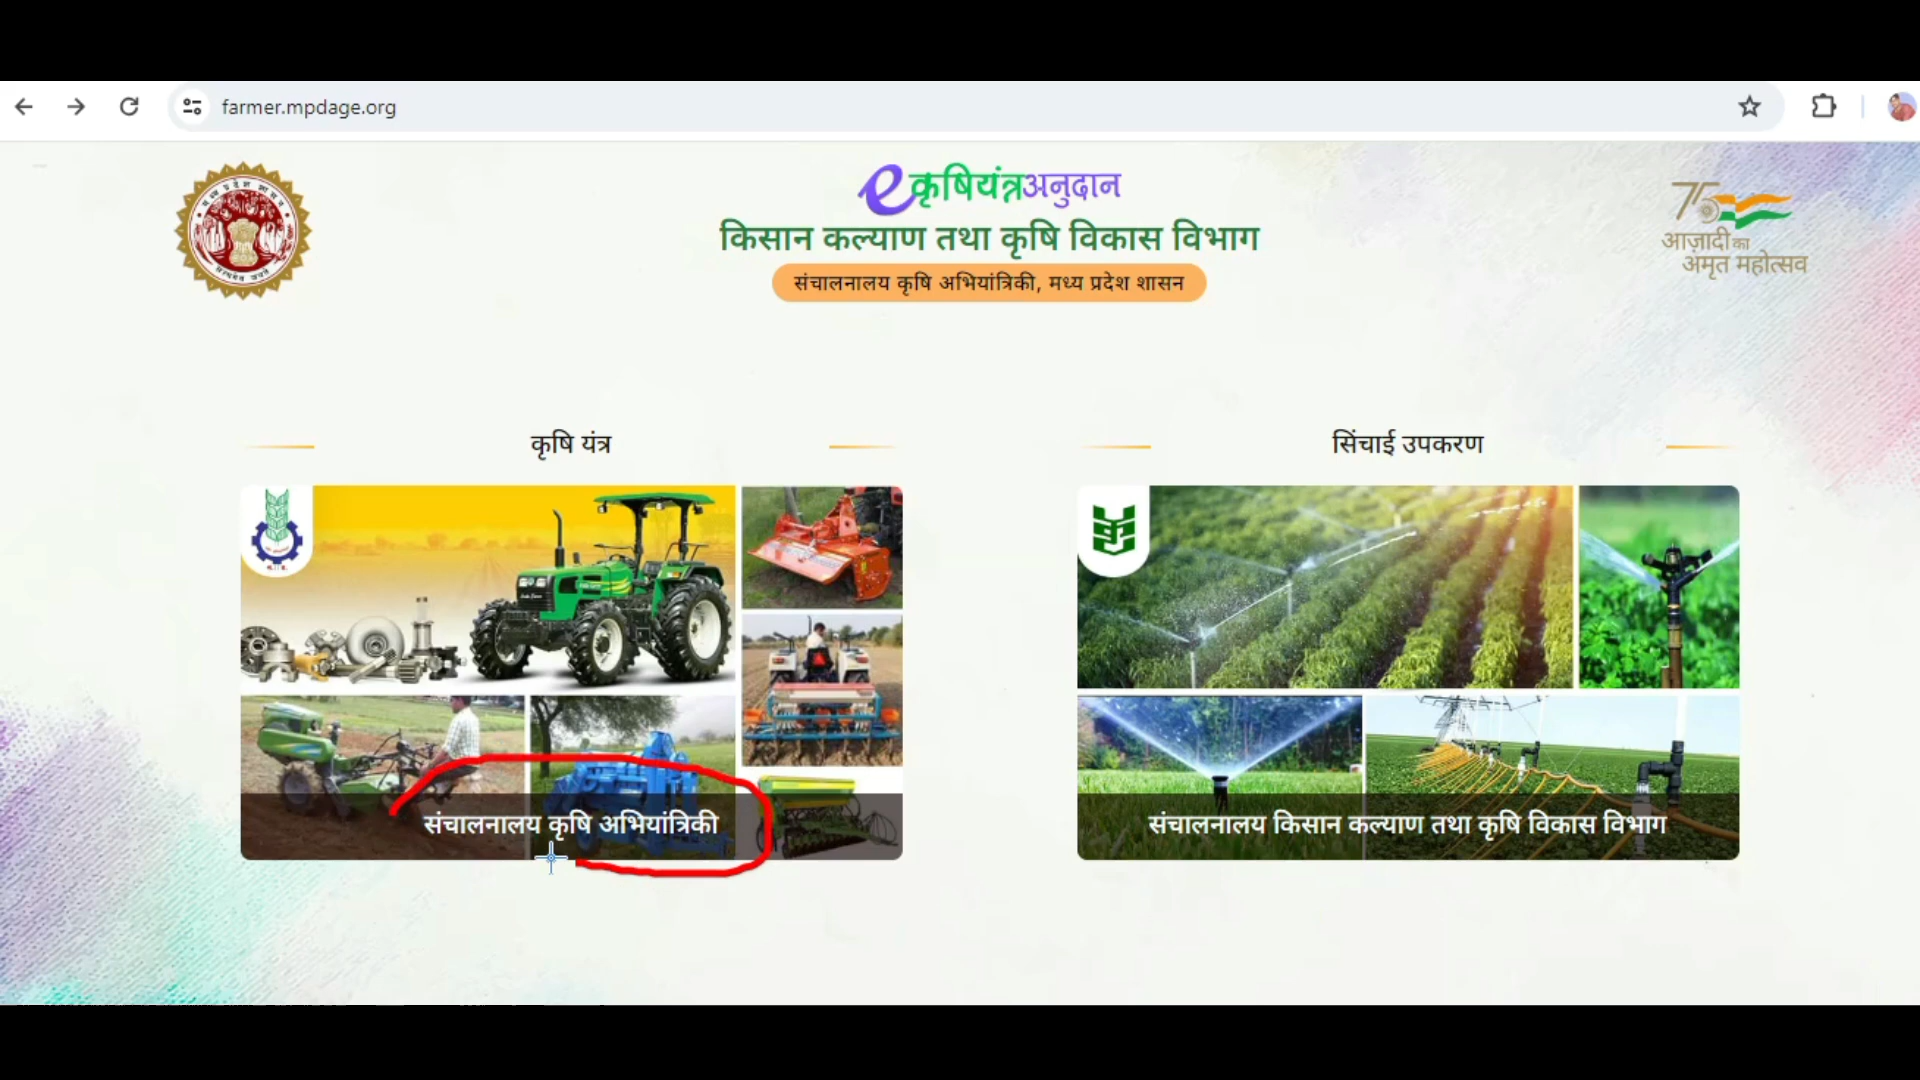 farmer.mpdage.org
e कृषियंत्रअनुदान
किसान कल्याण तथा कृषि विकास विभाग
संचालनालय कृषि अभियांत्रिकी, मध्य प्रदेश शासन
75
आज़ादी का
अमृत महोत्सव
कृषि यंत्र
सिंचाई उपकरण
संचालनालय कृषि अभियांत्रिकी
संचालनालय किसान कल्याण तथा कृषि विकास विभाग